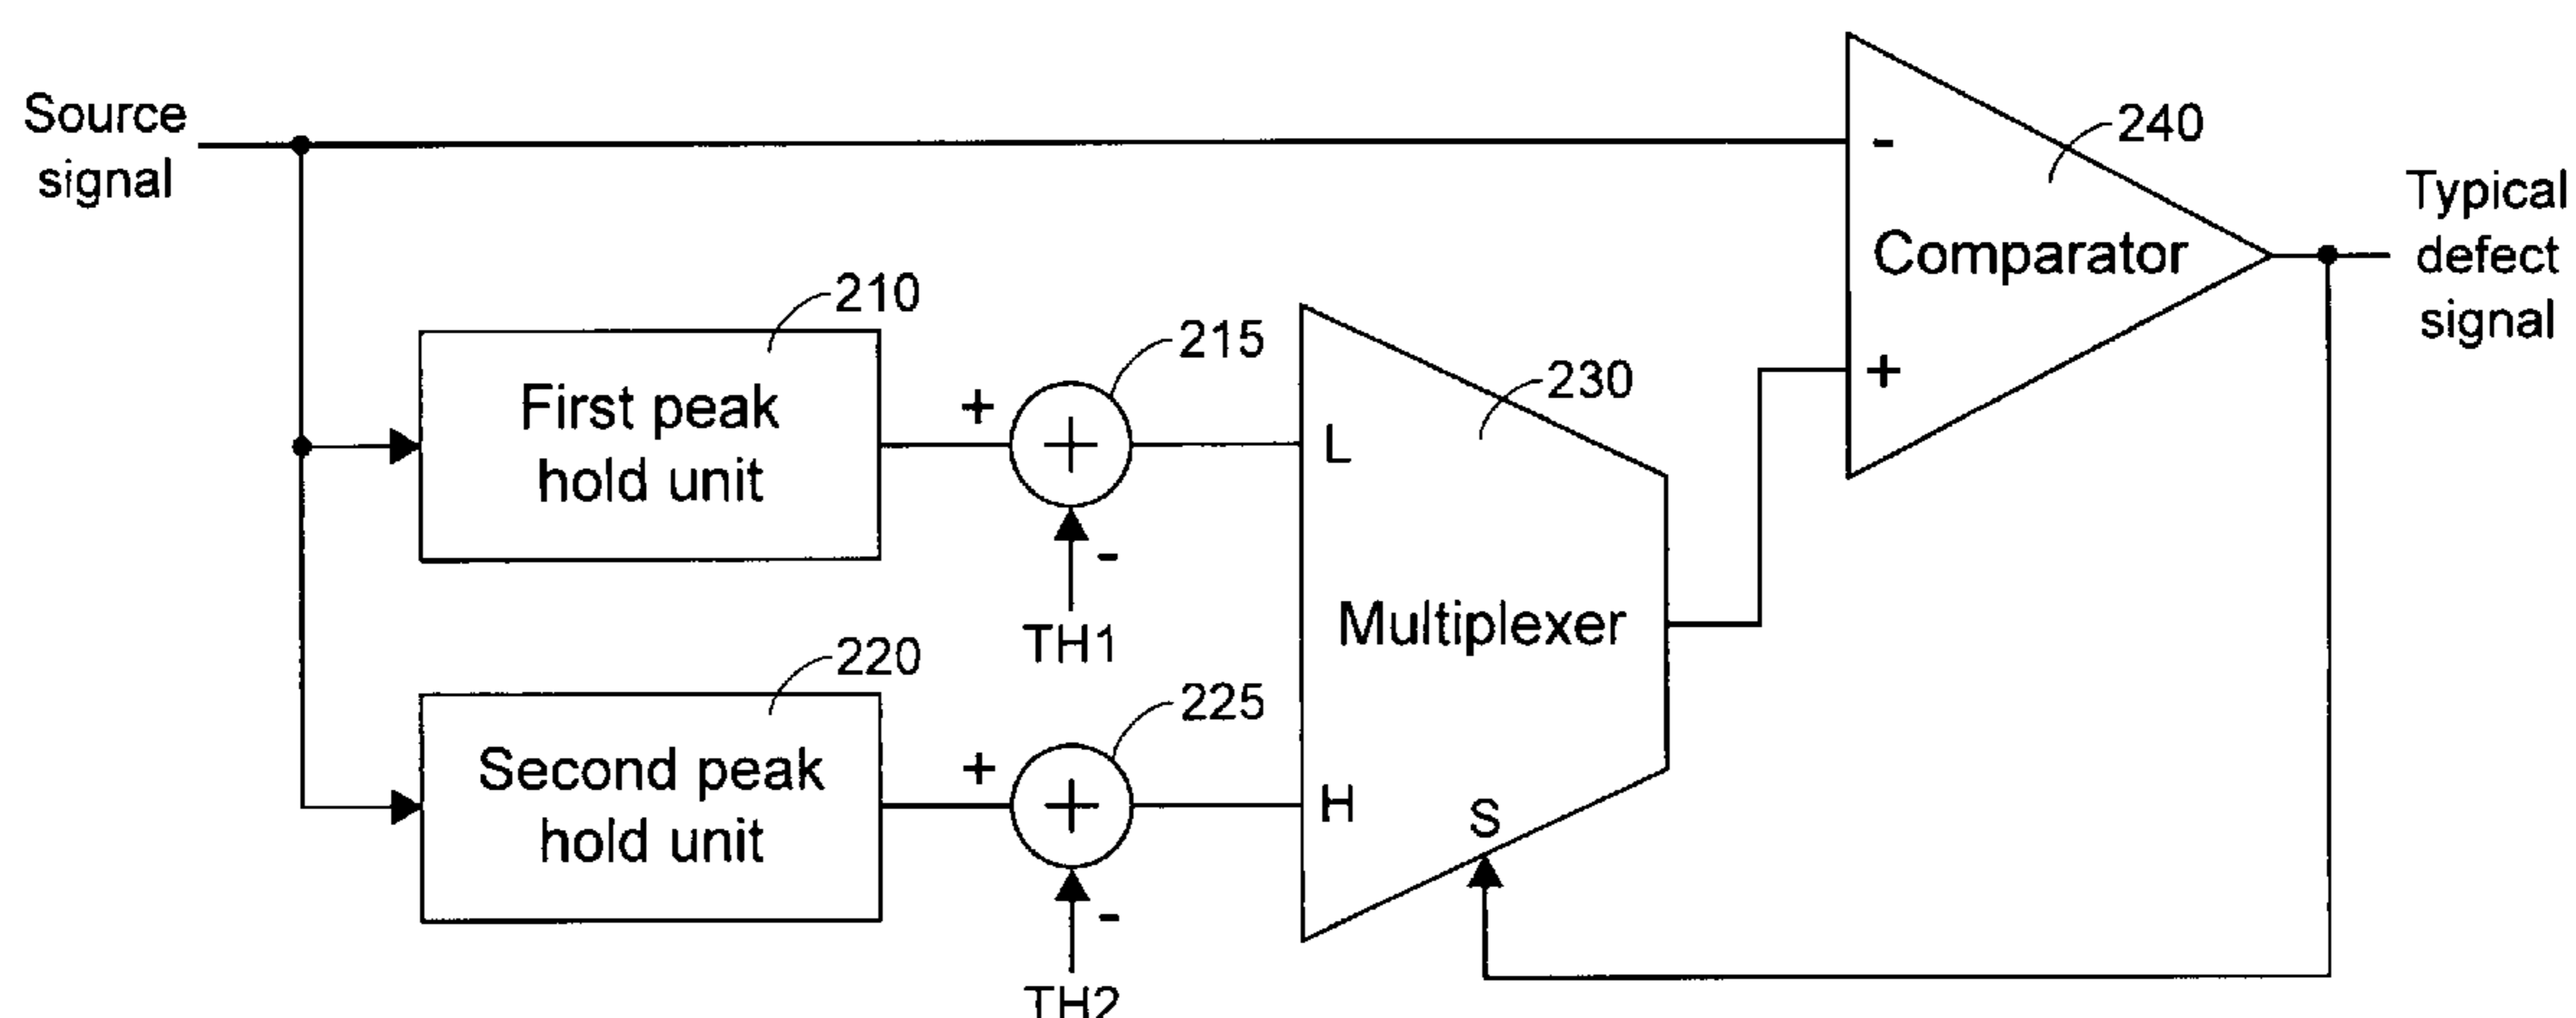 Source
signal
210
First peak
hold unit
+
215
-
TH1
220
Second peak
hold unit
+
225
-
TH2
L
230
Multiplexer
H
S
-
240
Comparator
+
Typical
defect
signal